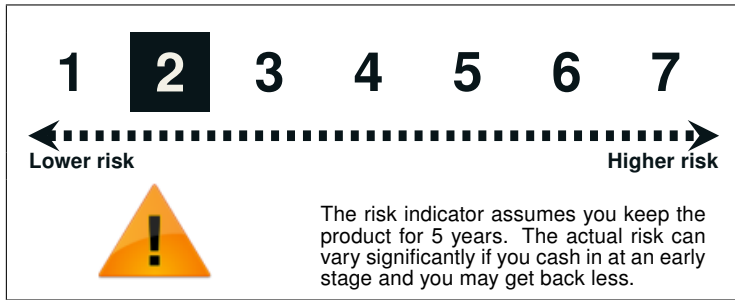 1 2 3 4 5 6 7
Lower risk Higher risk
!
The risk indicator assumes you keep the
product for 5 years. The actual risk can
vary significantly if you cash in at an early
stage and you may get back less.